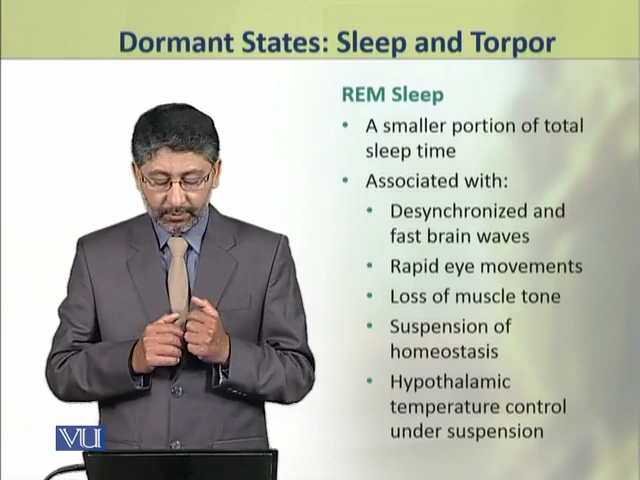 Dormant States: Sleep and Torpor
REM Sleep
• A smaller portion of total
sleep time
• Associated with:
• Desynchronized and
fast brain waves
• Rapid eye movements
• Loss of muscle tone
• Suspension of
homeostasis
• Hypothalamic
temperature control
under suspension
VU